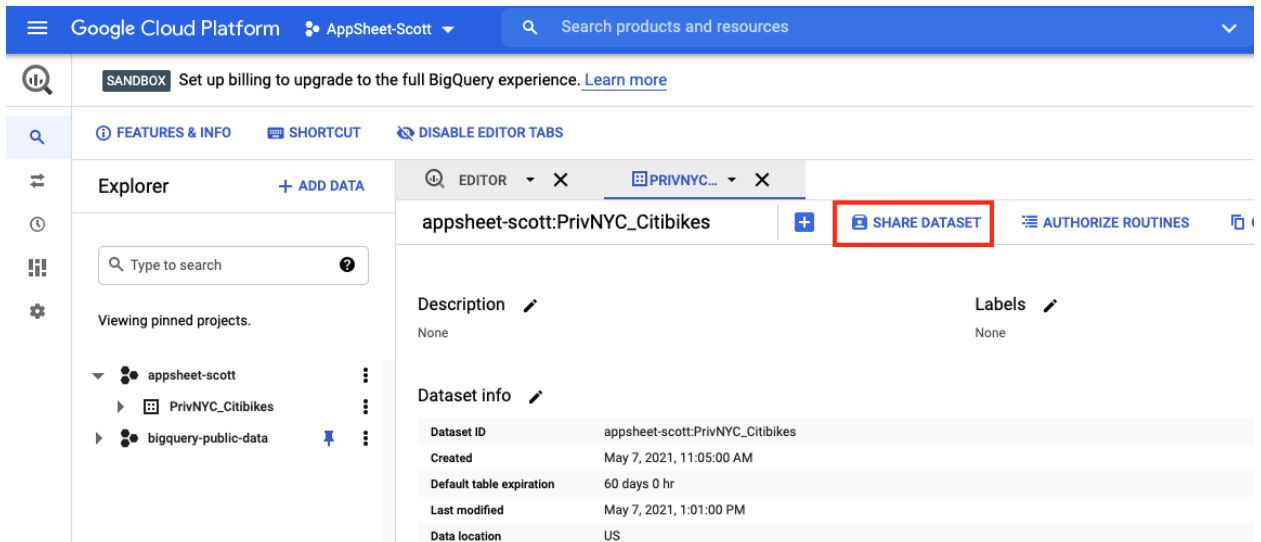 Google Cloud Platform AppSheet-Scott Search products and resources
SANDBOX Set up billing to upgrade to the full BigQuery experience. Learn more
FEATURES & INFO SHORTCUT DISABLE EDITOR TABS
Explorer + ADD DATA
EDITOR PRIVNYC...
appsheet-scott:PrivNYC_Citibikes SHARE DATASET AUTHORIZE ROUTINES
Type to search
Viewing pinned projects.
appsheet-scott
PrivNYC_Citibikes
bigquery-public-data
Description
None
Labels
None
Dataset info
Dataset ID appsheet-scott:PrivNYC_Citibikes
Created May 7, 2021, 11:05:00 AM
Default table expiration 60 days 0 hr
Last modified May 7, 2021, 1:01:00 PM
Data location US